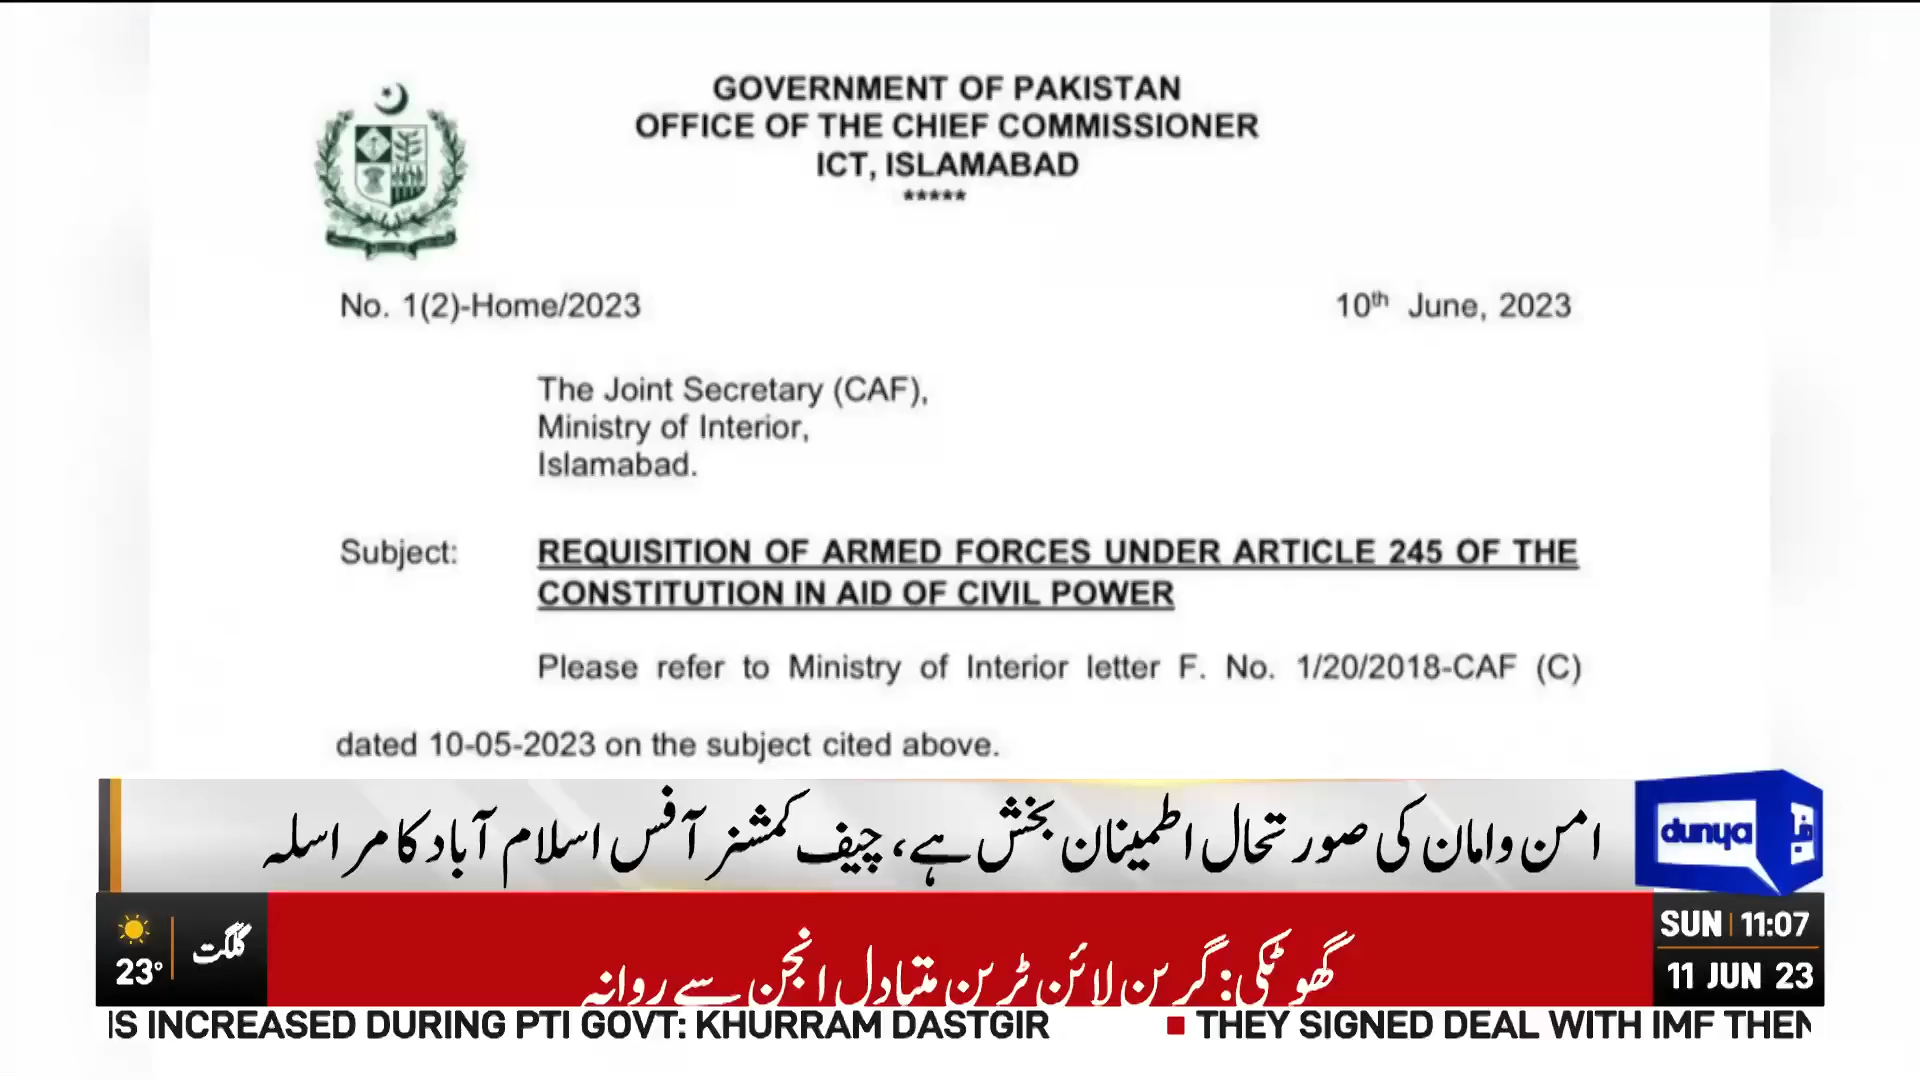 GOVERNMENT OF PAKISTAN
OFFICE OF THE CHIEF COMMISSIONER
ICT, ISLAMABAD
*****
No. 1(2)-Home/2023
10th June, 2023
The Joint Secretary (CAF),
Ministry of Interior,
Islamabad.
Subject:
REQUISITION OF ARMED FORCES UNDER ARTICLE 245 OF THE
CONSTITUTION IN AID OF CIVIL POWER
Please refer to Ministry of Interior letter F. No. 1/20/2018-CAF (C)
dated 10-05-2023 on the subject cited above.
امن وامان کی صورتحال اطمینان بخش ہے، چیف کمشنر آفس اسلام آباد کا مراسلہ
dunya
دنیا
گلگت
23°
گھوٹکی: گرین لائن ٹرین متبادل انجن سے روانہ
SUN 11:07
11 JUN 23
IS INCREASED DURING PTI GOVT: KHURRAM DASTGIR
THEY SIGNED DEAL WITH IMF THEN